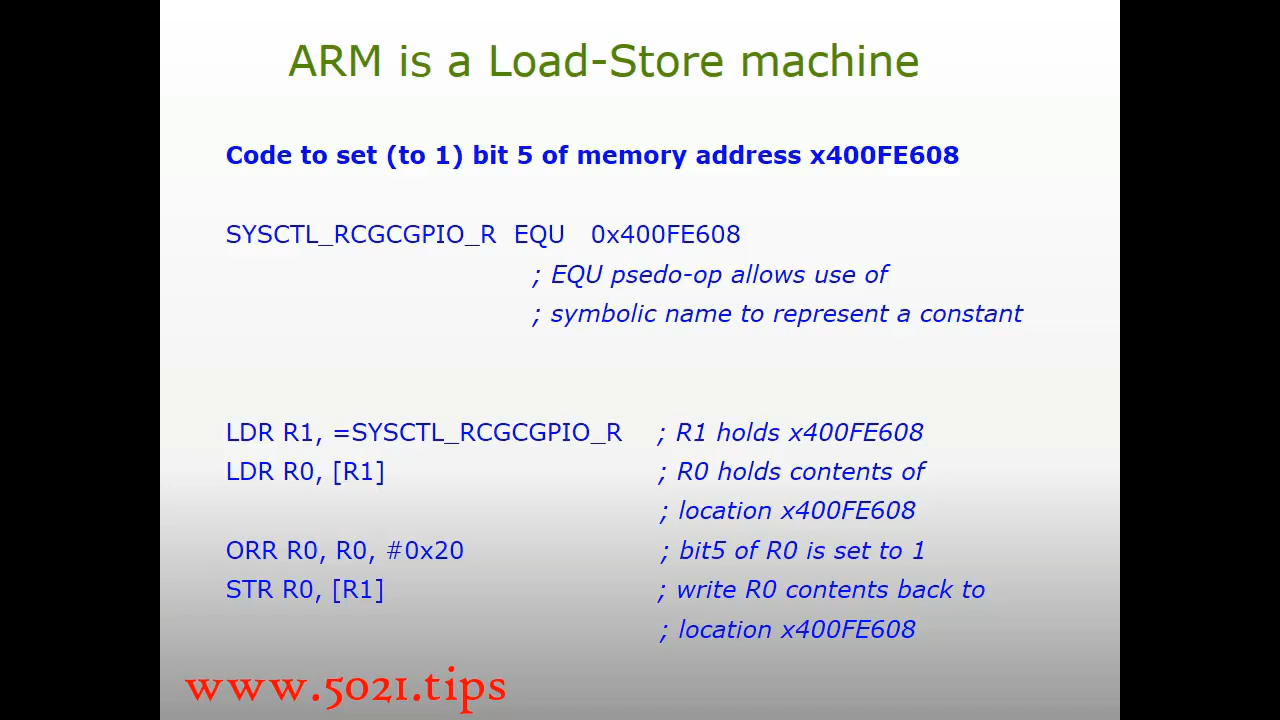 ARM is a Load-Store machine
Code to set (to 1) bit 5 of memory address x400FE608
SYSCTL_RCGCGPIO_R EQU 0x400FE608
; EQU psedo-op allows use of
; symbolic name to represent a constant
LDR R1, =SYSCTL_RCGCGPIO_R ; R1 holds x400FE608
LDR R0, [R1] ; R0 holds contents of
; location x400FE608
ORR R0, R0, #0x20 ; bit5 of R0 is set to 1
STR R0, [R1] ; write R0 contents back to
; location x400FE608
www.5021.tips